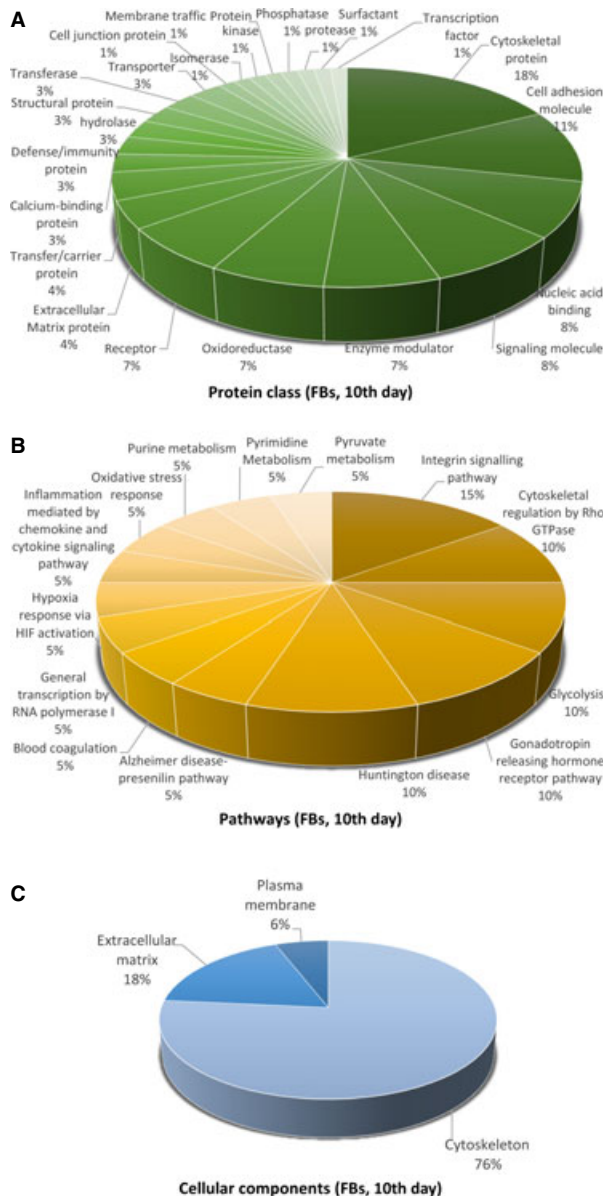 A
Membrane traffic Protein
1%
kinase
1%
Phosphatase
1%
protease
1%
Surfactant
1%
Transcription
factor
1%
Cytoskeletal
protein
18%
Cell adhesion
molecule
11%
Nucleic acid
binding
8%
Signaling molecule
8%
Enzyme modulator
7%
Oxidoreductase
7%
Receptor
7%
Extracellular
Matrix protein
4%
Transfer/carrier
protein
4%
Calcium-binding
protein
3%
Defense/immunity
protein
3%
hydrolase
3%
Structural protein
3%
Transferase
3%
Transporter
3%
Cell junction protein
1%
Isomerase
1%
Protein class (FBs, 10th day)
B
Purine metabolism
5%
Pyrimidine
Metabolism
5%
Pyruvate metabolism
5%
Integrin signalling
pathway
15%
Cytoskeletal
regulation by Rho
GTPase
10%
Glycolysis
10%
Gonadotropin
releasing hormone
receptor pathway
10%
Huntington disease
10%
Alzheimer disease-
presenilin pathway
5%
Blood coagulation
5%
General
transcription by
RNA polymerase I
5%
Hypoxia
response via
HIF activation
5%
Inflammation
mediated by
chemokine and
cytokine signaling
pathway
5%
Oxidative stress
response
5%
Pathways (FBs, 10th day)
C
Plasma
membrane
6%
Extracellular
matrix
18%
Cytoskeleton
76%
Cellular components (FBs, 10th day)